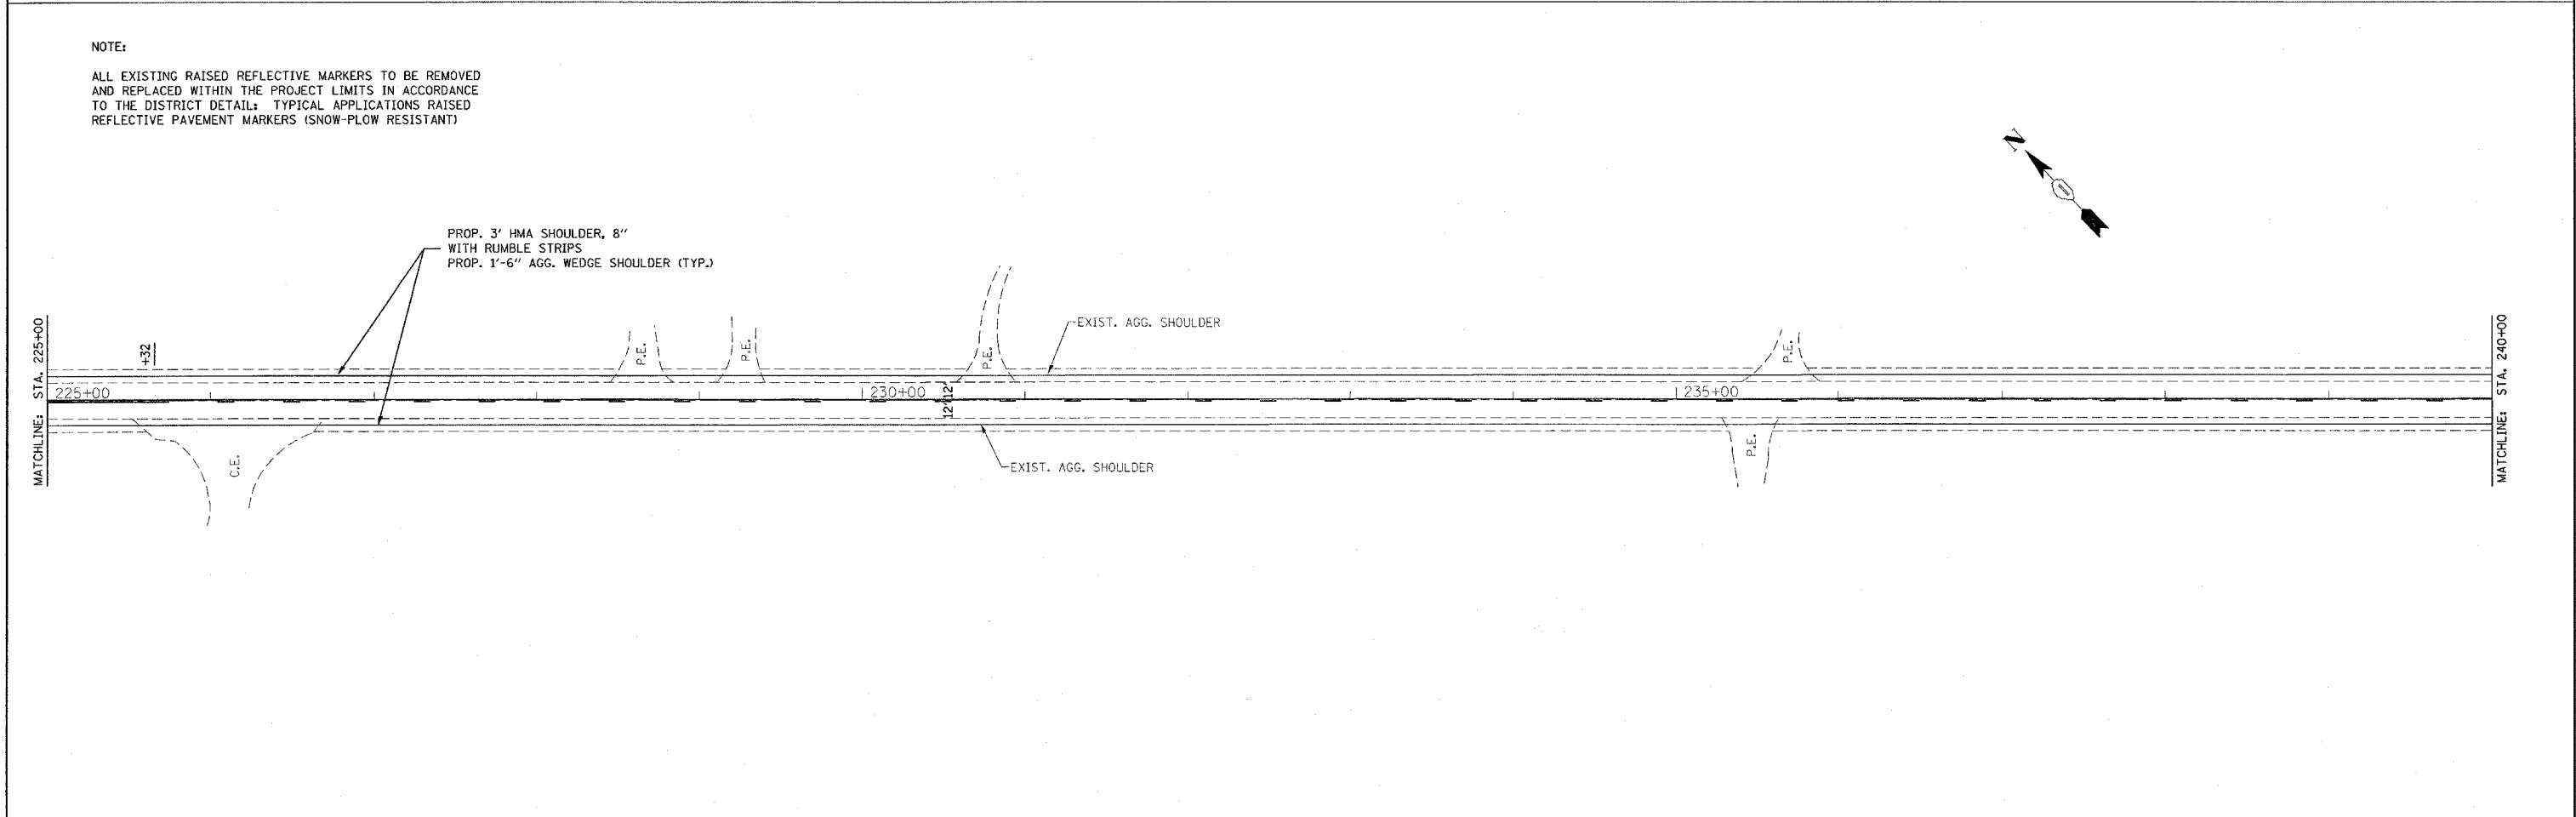 NOTE:
ALL EXISTING RAISED REFLECTIVE MARKERS TO BE REMOVED
AND REPLACED WITHIN THE PROJECT LIMITS IN ACCORDANCE
TO THE DISTRICT DETAIL: TYPICAL APPLICATIONS RAISED
REFLECTIVE PAVEMENT MARKERS (SNOW-PLOW RESISTANT)
N
PROP. 3' HMA SHOULDER, 8"
WITH RUMBLE STRIPS
PROP. 1'-6" AGG. WEDGE SHOULDER (TYP.)
MATCHLINE: STA. 225+00
+32
P.E.
P.E.
P.E.
EXIST. AGG. SHOULDER
P.E.
MATCHLINE: STA. 240+00
225+00
230+00
12'
12'
235+00
C.E.
EXIST. AGG. SHOULDER
P.E.